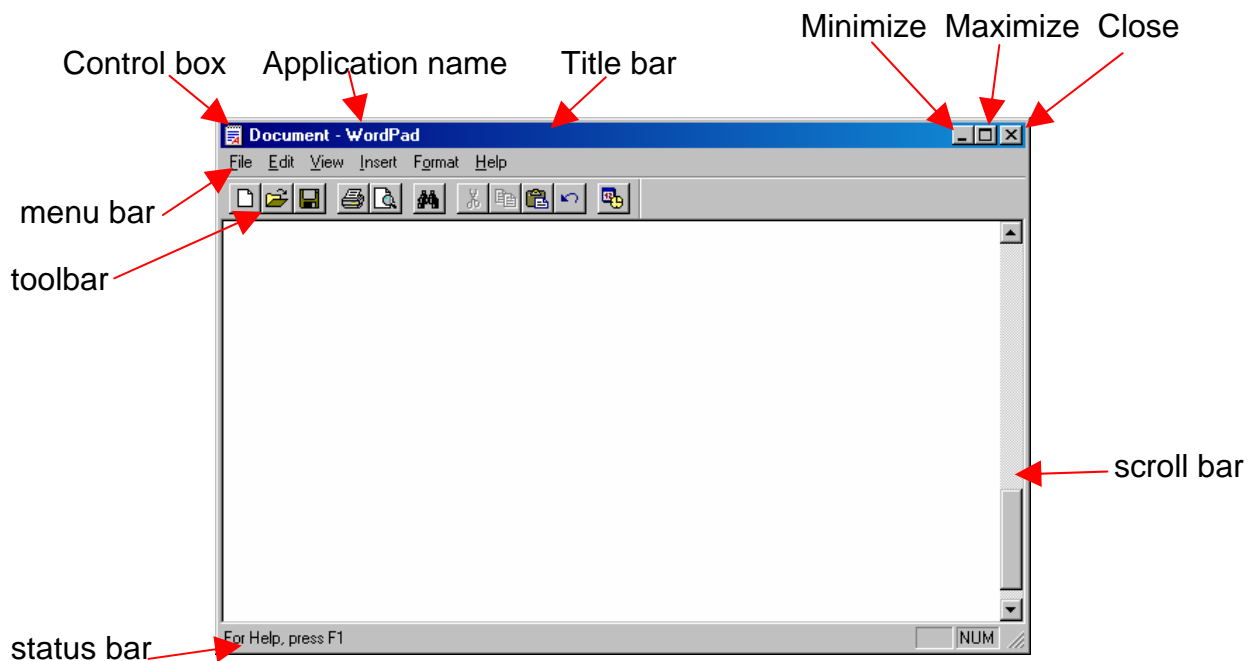 Minimize Maximize Close
Control box Application name Title bar
Document - WordPad
File Edit View Insert Format Help
menu bar
toolbar
scroll bar
For Help, press F1 NUM
status bar